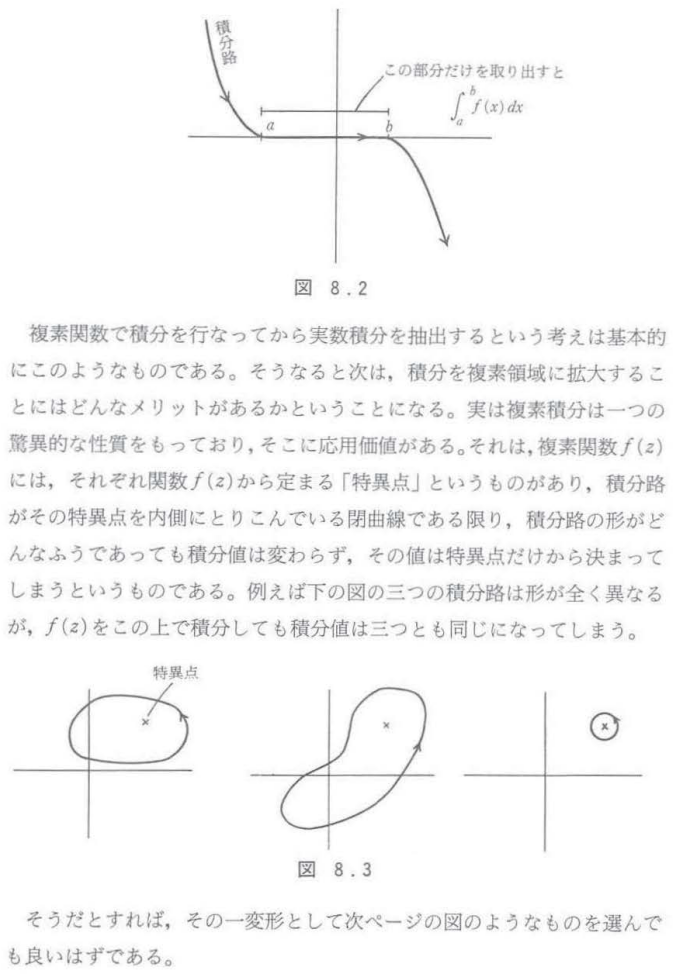 積分路
この部分だけを取り出すと
∫_a^b f(x)dx
a
b
図 8.2
複素関数で積分を行なってから実数積分を抽出するという考えは基本的
にこのようなものである。そうなると次は，積分を複素領域に拡大するこ
とにはどんなメリットがあるかということになる。実は複素積分は一つの
驚異的な性質をもっており，そこに応用価値がある。それは，複素関数f(z)
には，それぞれ関数f(z)から定まる「特異点」というものがあり，積分路
がその特異点を内側にとりこんでいる閉曲線である限り，積分路の形がど
んなふうであっても積分値は変わらず，その値は特異点だけから決まって
しまうというものである。例えば下の図の三つの積分路は形が全く異なる
が，f(z)をこの上で積分しても積分値は三つとも同じになってしまう。
特異点
図 8.3
そうだとすれば，その一変形として次ページの図のようなものを選んで
も良いはずである。